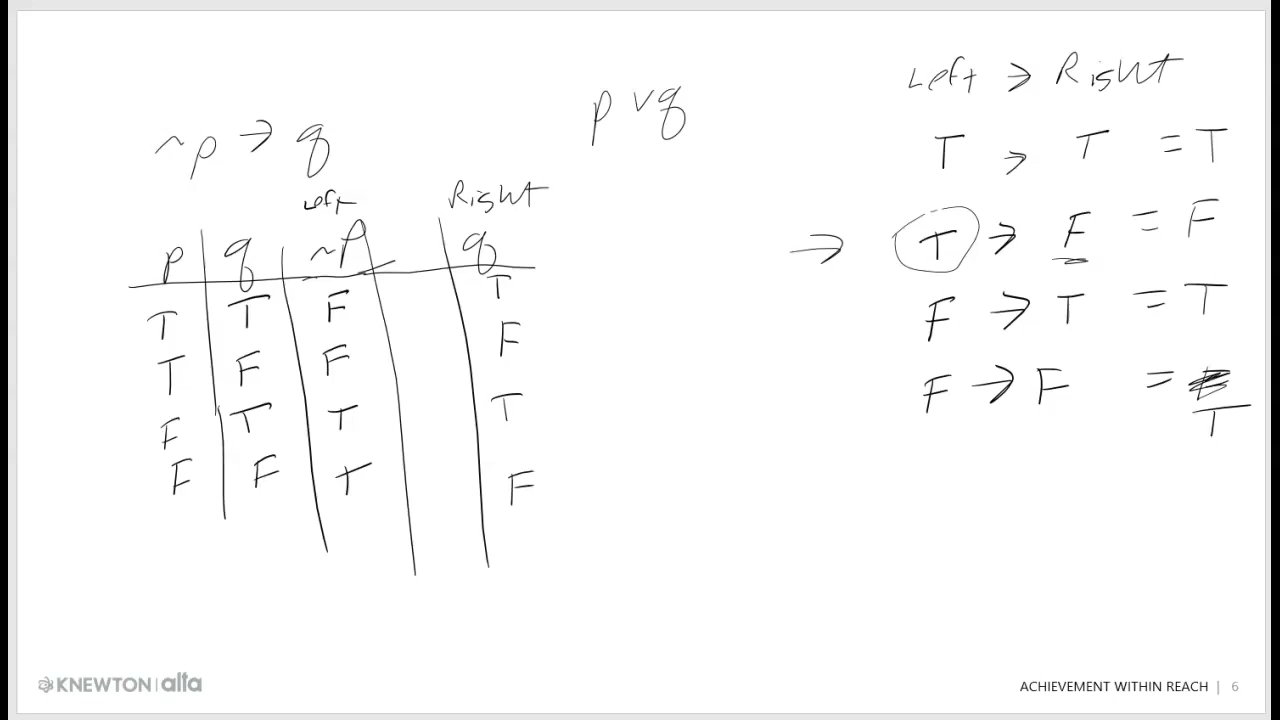 Left → Right
p ∨ q
~p → q
T → T = T
Left Right
T → F = F
→
p q ~p q
T T F T
F → T = T
T F F F
F → F = T
F T T T
F F T F
KNEWTON | alta
ACHIEVEMENT WITHIN REACH | 6